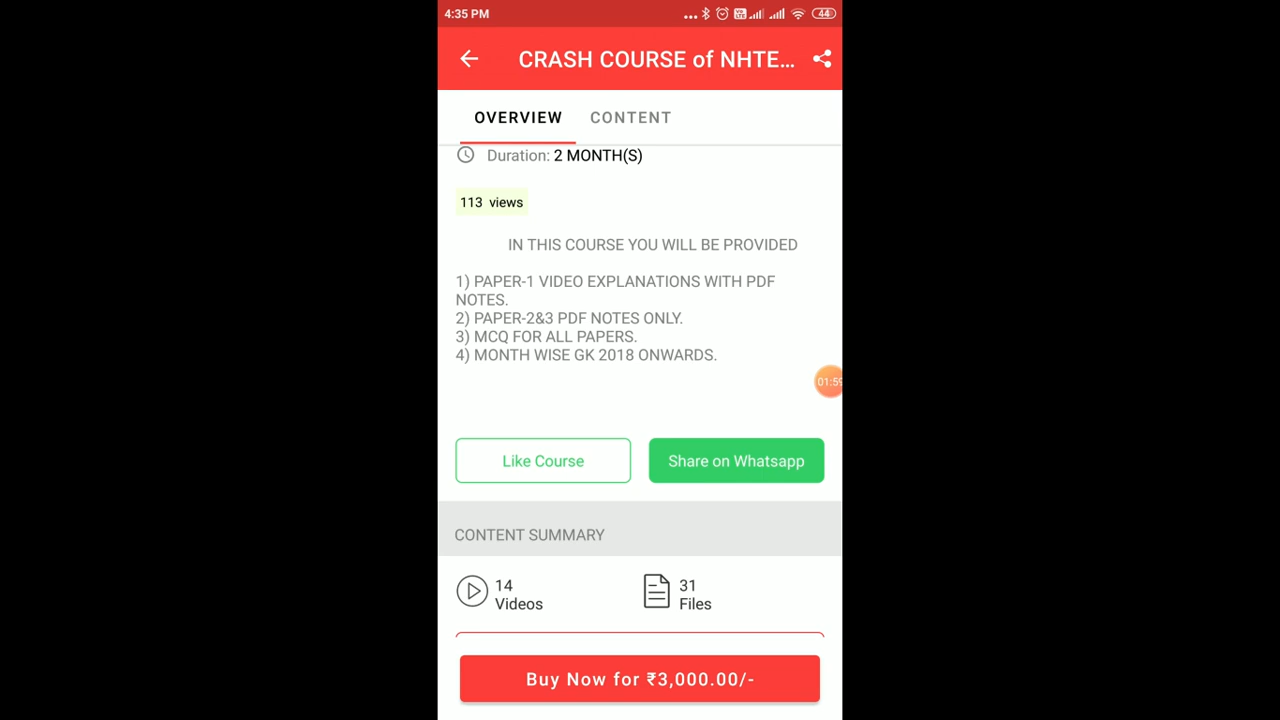 4:35 PM
44
CRASH COURSE of NHTE...
OVERVIEW CONTENT
Duration: 2 MONTH(S)
113 views
IN THIS COURSE YOU WILL BE PROVIDED
1) PAPER-1 VIDEO EXPLANATIONS WITH PDF
NOTES.
2) PAPER-2&3 PDF NOTES ONLY.
3) MCQ FOR ALL PAPERS.
4) MONTH WISE GK 2018 ONWARDS.
01:59
Like Course
Share on Whatsapp
CONTENT SUMMARY
14
Videos
31
Files
Buy Now for ₹3,000.00/-